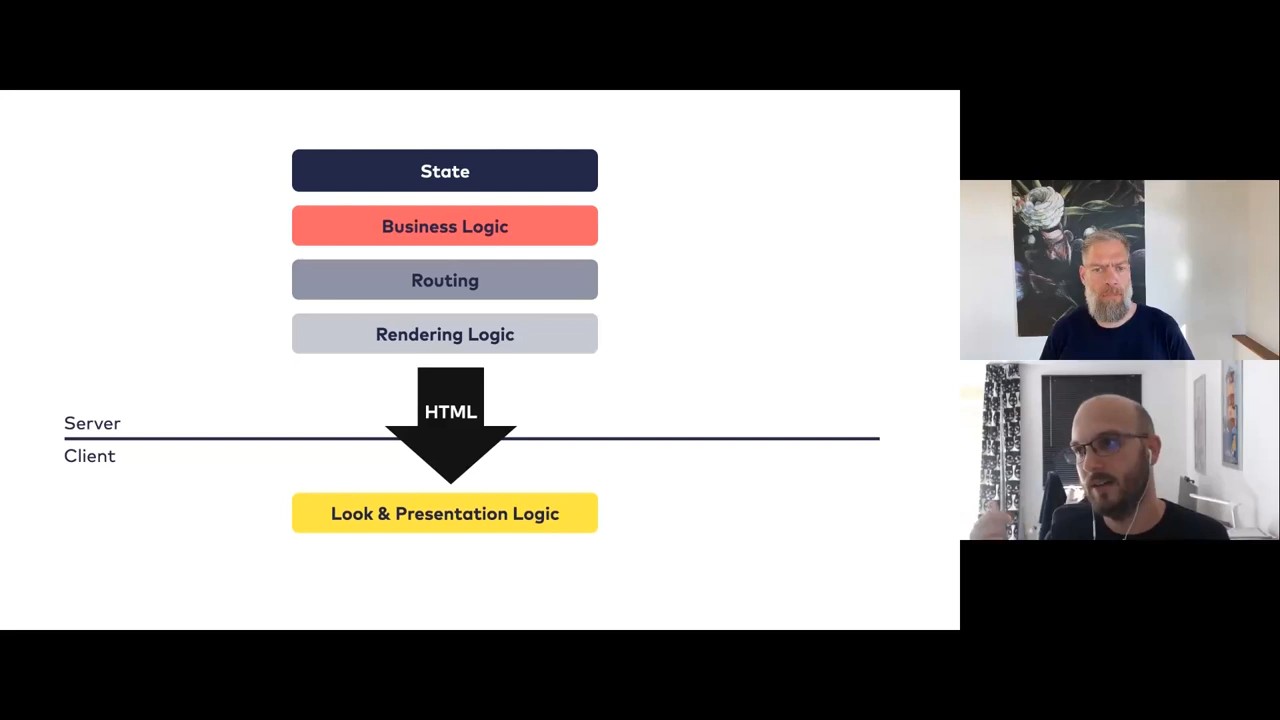 State
Business Logic
Routing
Rendering Logic
HTML
Server
Client
Look & Presentation Logic